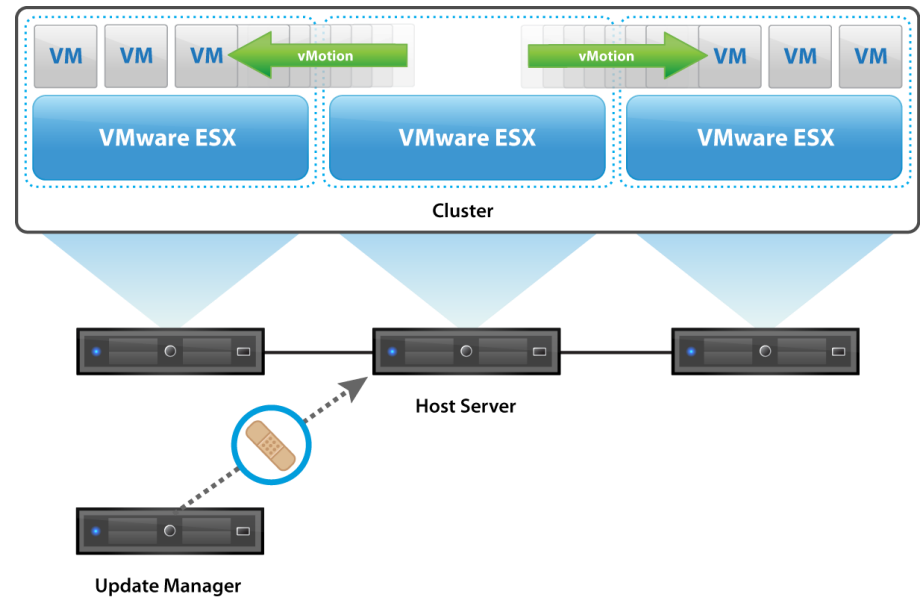 VM VM VM vMotion vMotion VM VM VM
VMware ESX VMware ESX VMware ESX
Cluster
Host Server
Update Manager